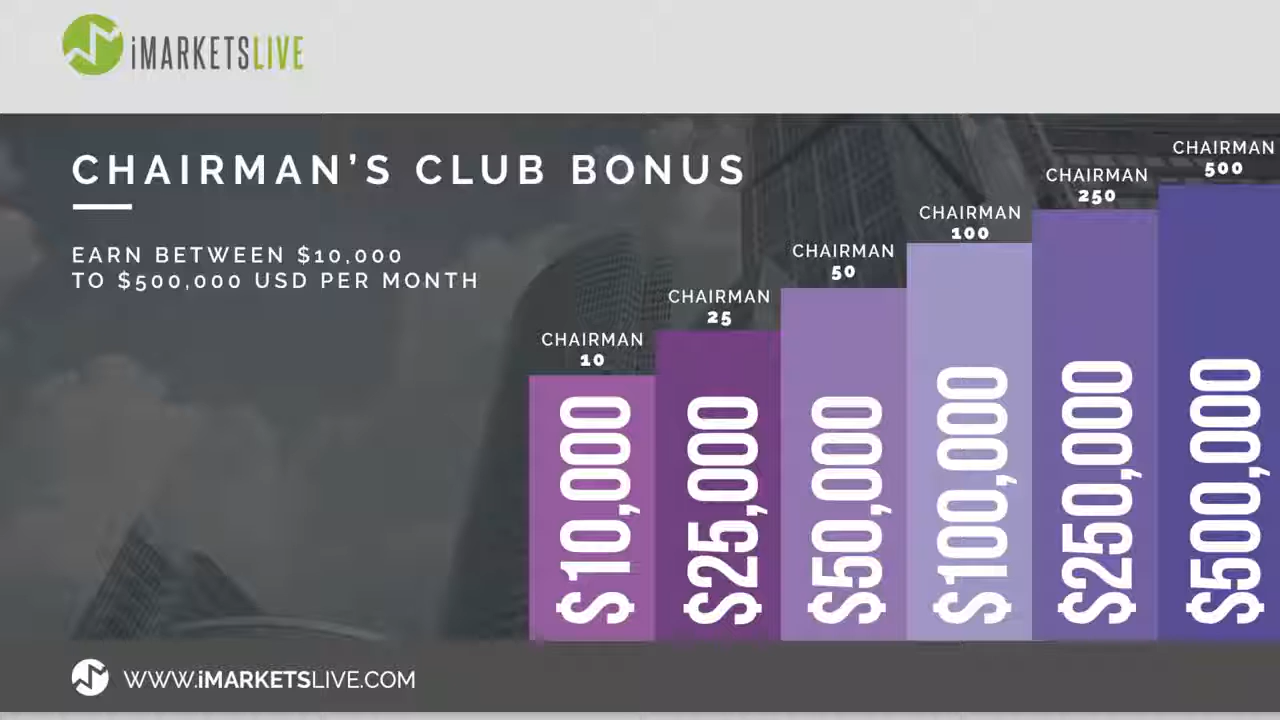 iMARKETSLIVE
CHAIRMAN'S CLUB BONUS
EARN BETWEEN $10,000
TO $500,000 USD PER MONTH
CHAIRMAN
10
$10,000
CHAIRMAN
25
$25,000
CHAIRMAN
50
$50,000
CHAIRMAN
100
$100,000
CHAIRMAN
250
$250,000
CHAIRMAN
500
$500,000
WWW.iMARKETSLIVE.COM